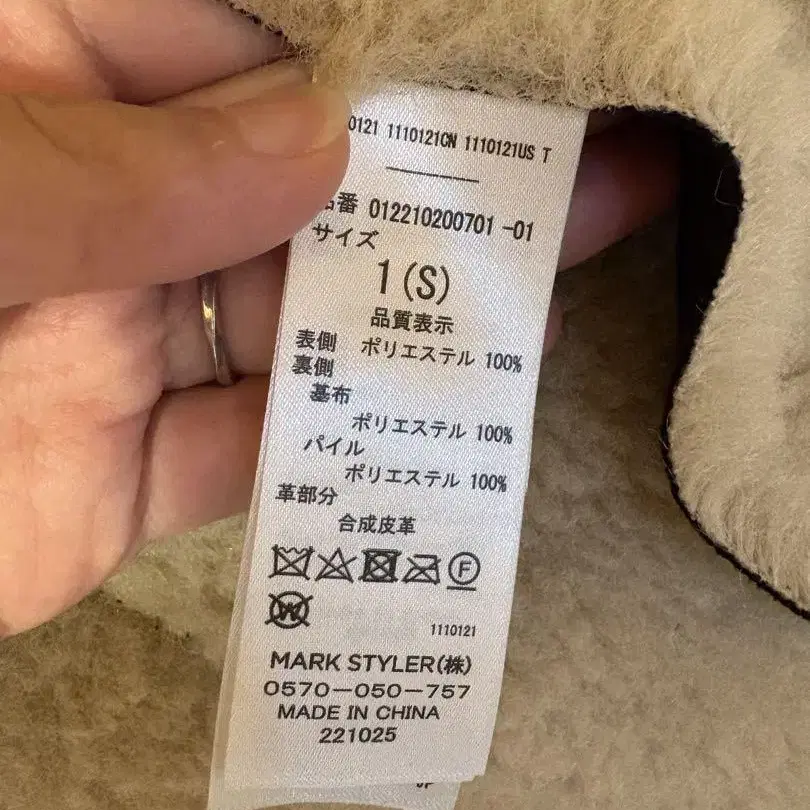 0121 1110121CN 1110121US T
品番 012210200701 -01
サイズ
1(S)
品質表示
表側 ポリエステル 100%
裏側
基布
ポリエステル 100%
パイル
ポリエステル 100%
革部分
合成皮革
F
W
1110121
MARK STYLER(株)
0570-050-757
MADE IN CHINA
221025
JP